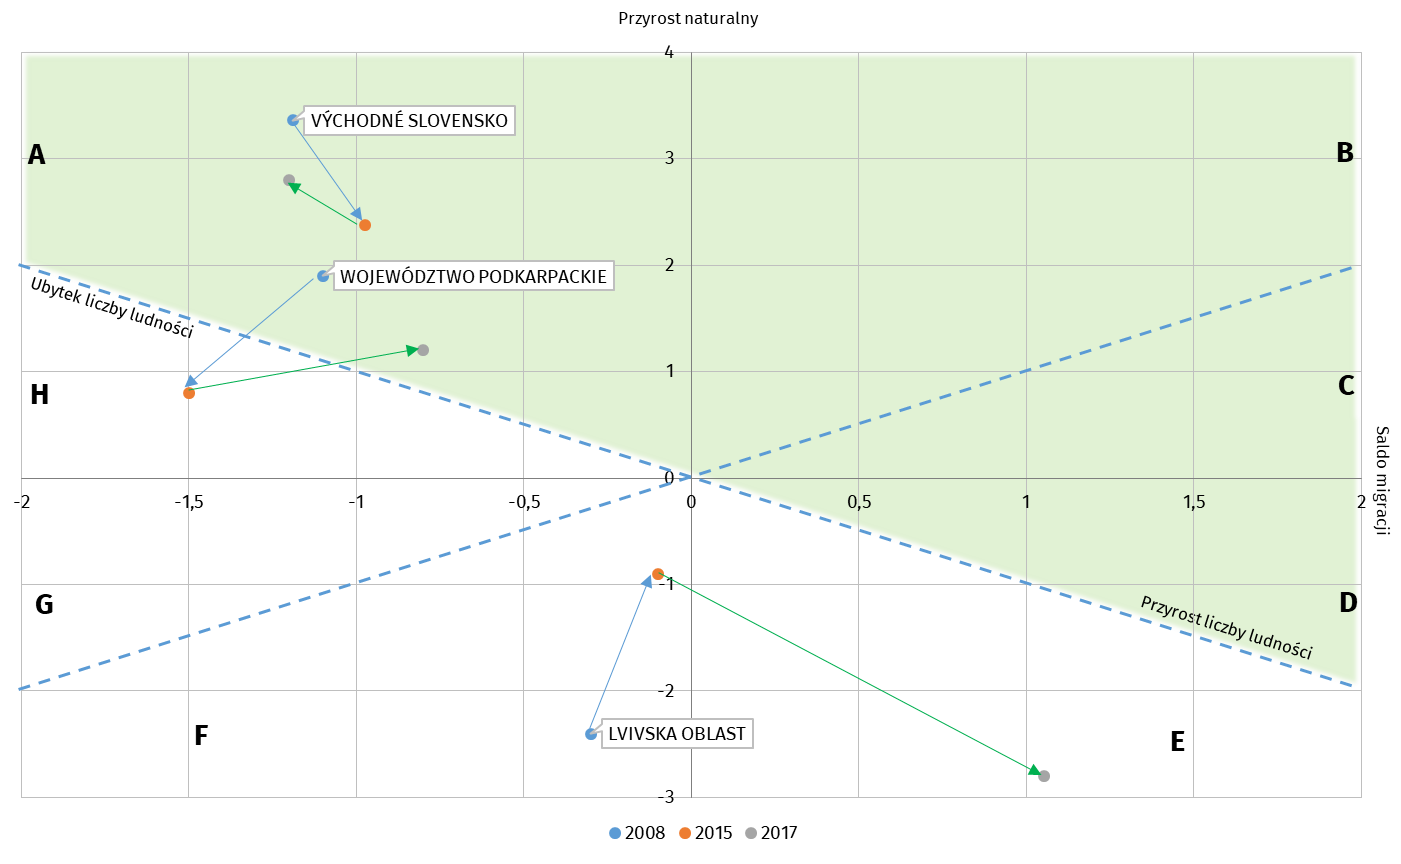 Przyrost naturalny
4
VÝCHODNÉ SLOVENSKO
A
B
3
2
WOJEWÓDZTWO PODKARPACKIE
Ubytek liczby ludności
1
H
C
Saldo migracji
0
-2 -1,5 -1 -0,5 0 0,5 1 1,5 2
-1
G
D
Przyrost liczby ludności
-2
F
LVIVSKA OBLAST
E
-3
2008 2015 2017